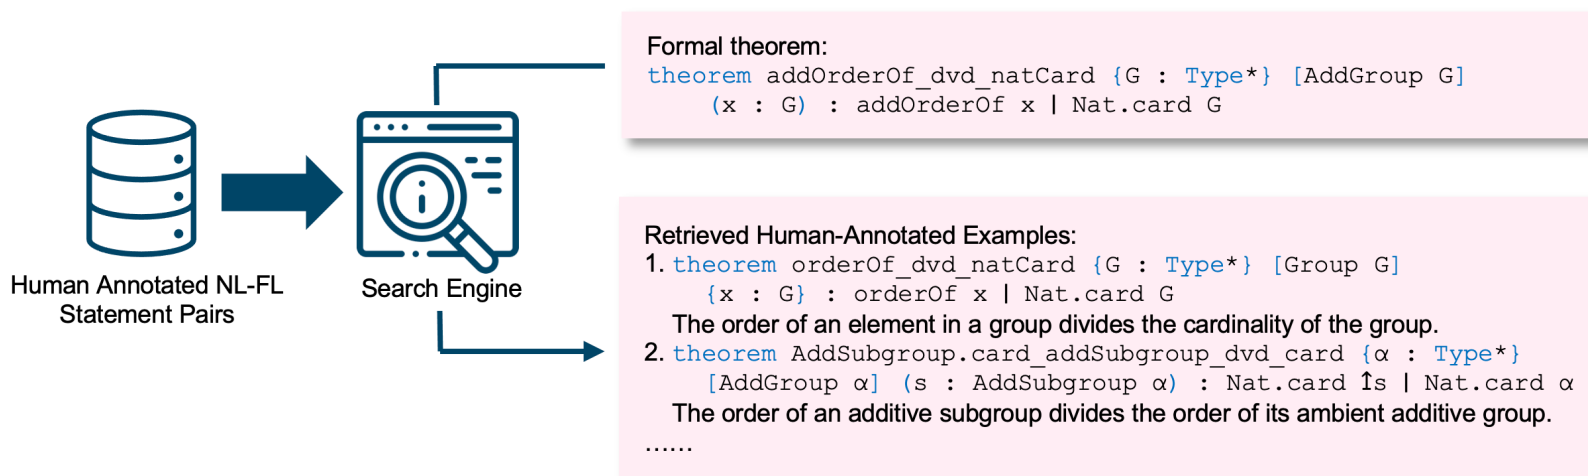 Formal theorem:
theorem addOrderOf_dvd_natCard {G : Type*} [AddGroup G]
(x : G) : addOrderOf x ∣ Nat.card G
Human Annotated NL-FL
Statement Pairs
Search Engine
Retrieved Human-Annotated Examples:
1. theorem orderOf_dvd_natCard {G : Type*} [Group G]
{x : G} : orderOf x ∣ Nat.card G
The order of an element in a group divides the cardinality of the group.
2. theorem AddSubgroup.card_addSubgroup_dvd_card {α : Type*}
[AddGroup α] (s : AddSubgroup α) : Nat.card ↥s ∣ Nat.card α
The order of an additive subgroup divides the order of its ambient additive group.
......